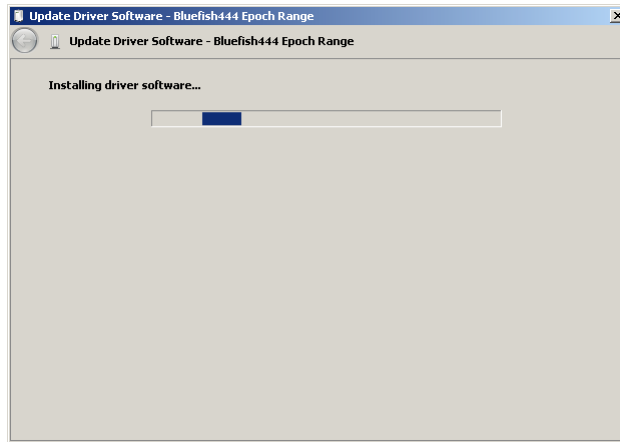 Update Driver Software - Bluefish444 Epoch Range
Update Driver Software - Bluefish444 Epoch Range
Installing driver software...